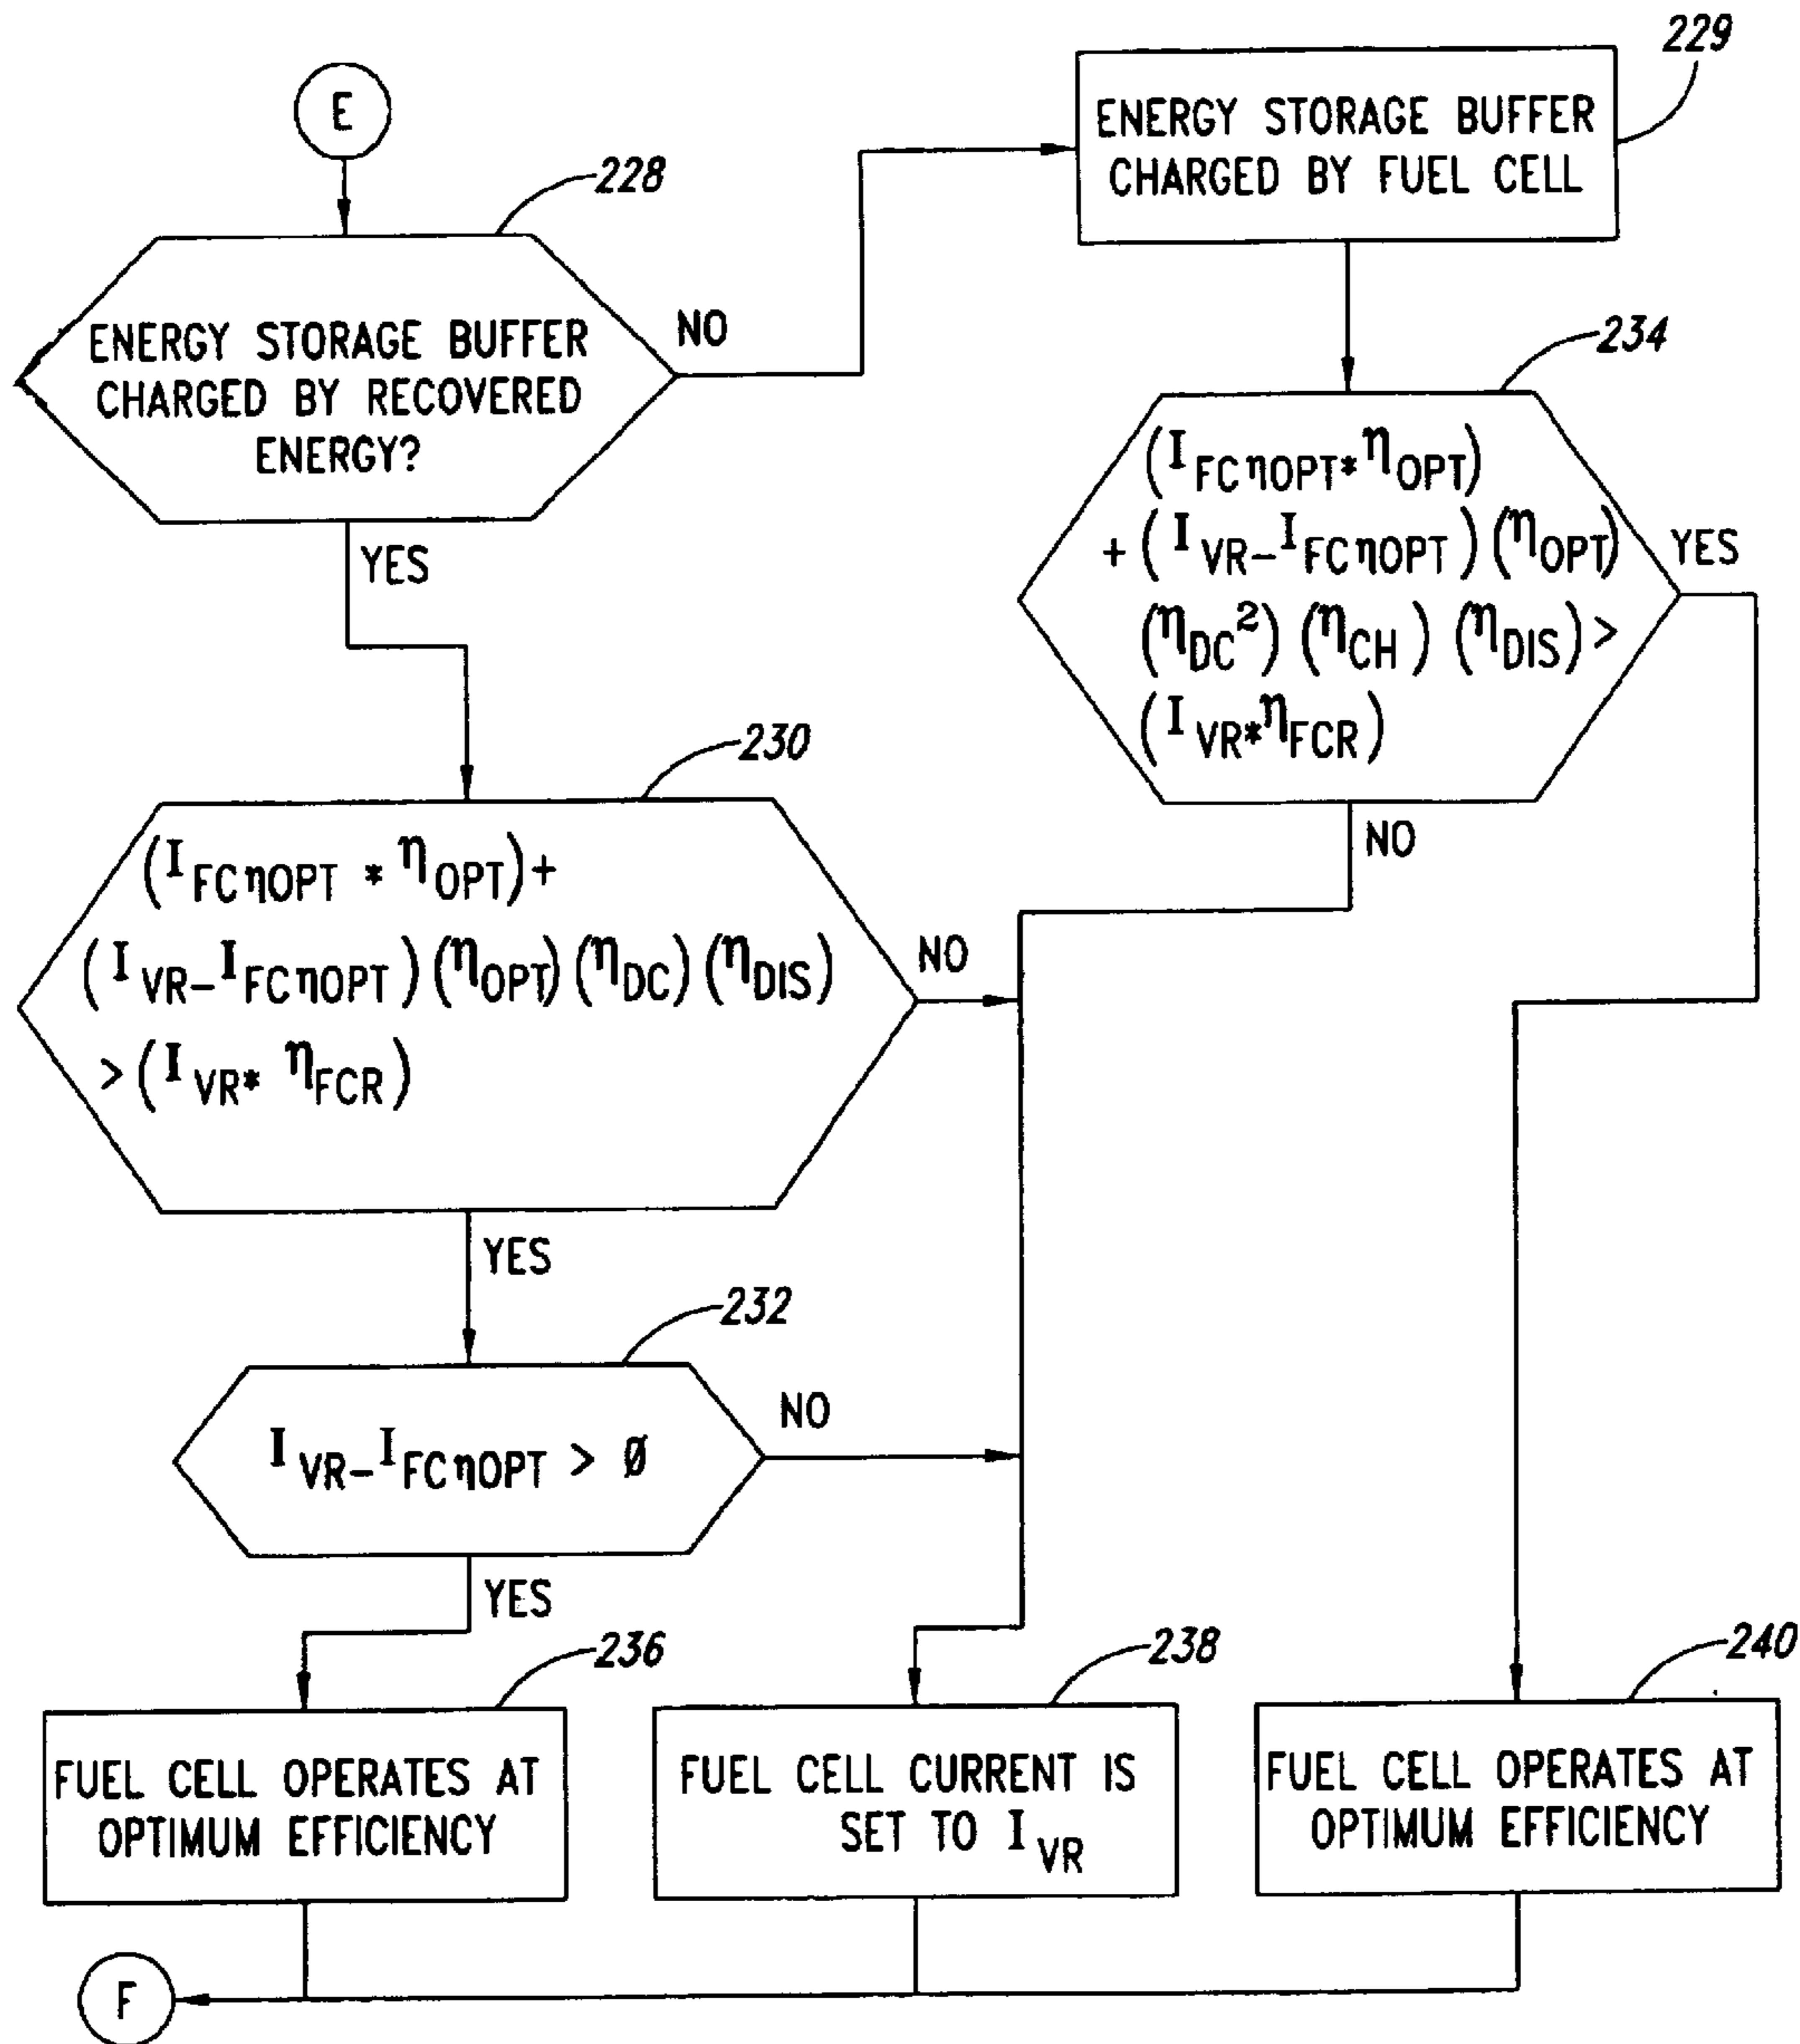 E
228
ENERGY STORAGE BUFFER
CHARGED BY RECOVERED
ENERGY?
NO
YES
229
ENERGY STORAGE BUFFER
CHARGED BY FUEL CELL
234
(I FCηOPT* ηOPT)
+ (I VR-I FCηOPT) (ηOPT)
(ηDC²) (ηCH) (ηDIS) >
(I VR* ηFCR)
YES
NO
230
(I FCηOPT * ηOPT)+
(I VR-I FCηOPT) (ηOPT) (ηDC) (ηDIS)
> (I VR* ηFCR)
NO
YES
232
I VR-I FCηOPT > Ø
NO
YES
236
FUEL CELL OPERATES AT
OPTIMUM EFFICIENCY
238
FUEL CELL CURRENT IS
SET TO I VR
240
FUEL CELL OPERATES AT
OPTIMUM EFFICIENCY
F